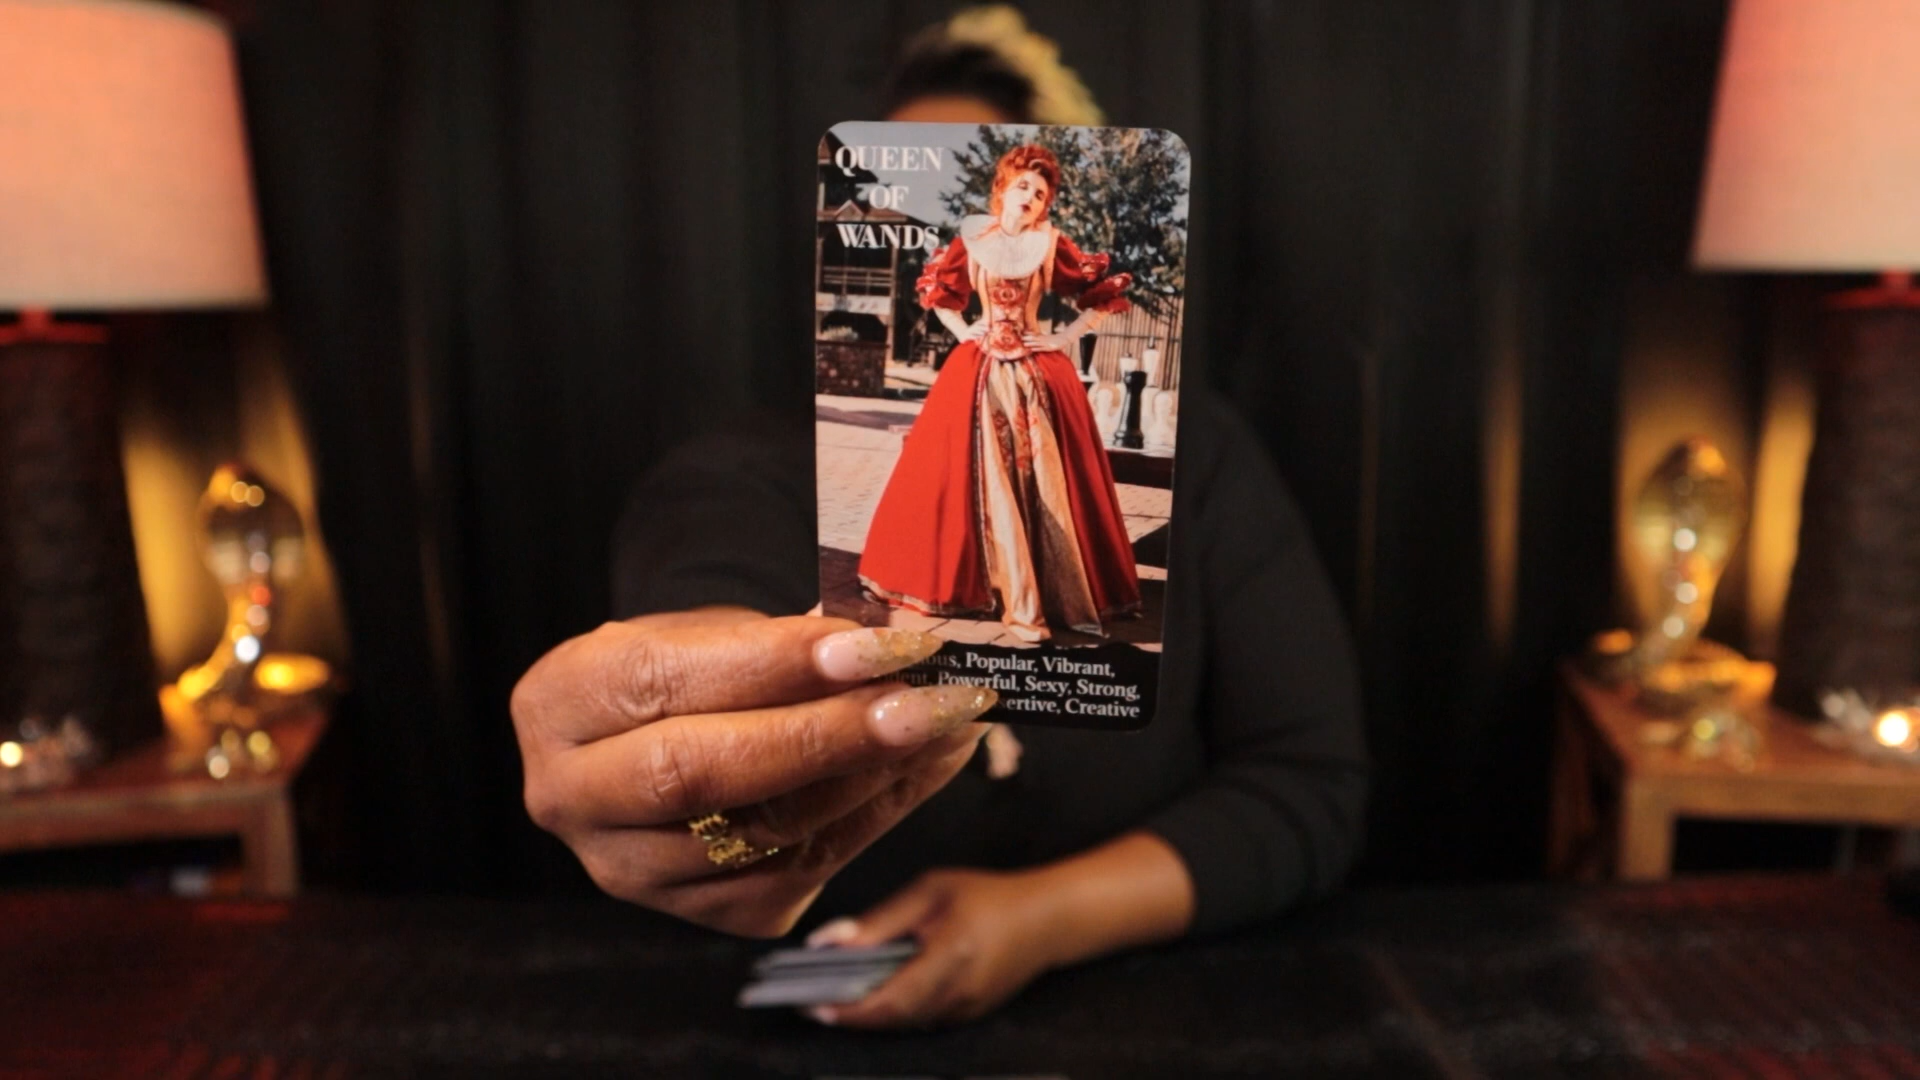 QUEEN
OF
WANDS
Popular, Vibrant,
Powerful, Sexy, Strong,
Creative